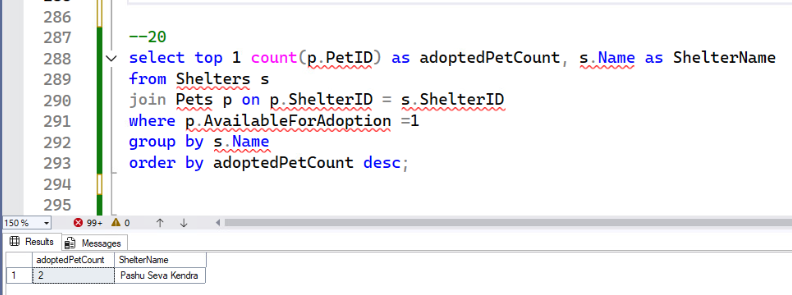 286
287 --20
288 select top 1 count(p.PetID) as adoptedPetCount, s.Name as ShelterName
289 from Shelters s
290 join Pets p on p.ShelterID = s.ShelterID
291 where p.AvailableForAdoption =1
292 group by s.Name
293 order by adoptedPetCount desc;
294
295
150 % 99+ 0
Results Messages
adoptedPetCount ShelterName
1 2 Pashu Seva Kendra